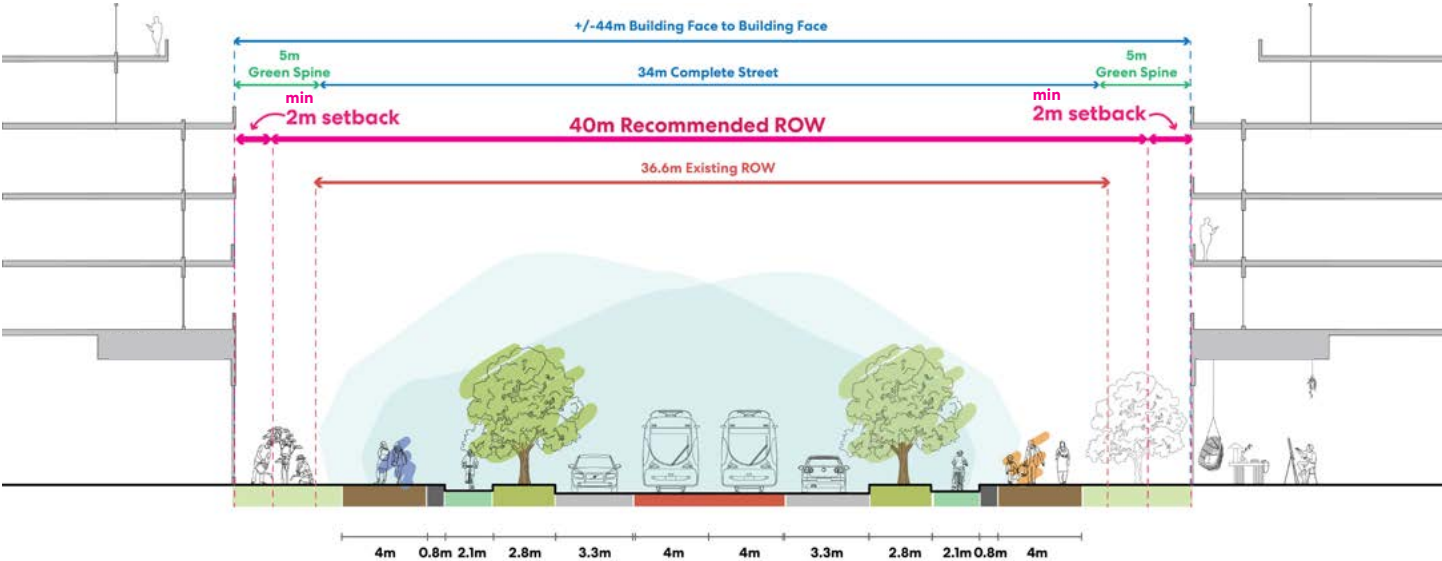 +/-44m Building Face to Building Face
5m
Green Spine
34m Complete Street
5m
Green Spine
min
2m setback
40m Recommended ROW
min
2m setback
36.6m Existing ROW
4m 0.8m 2.1m 2.8m 3.3m 4m 4m 3.3m 2.8m 2.1m 0.8m 4m